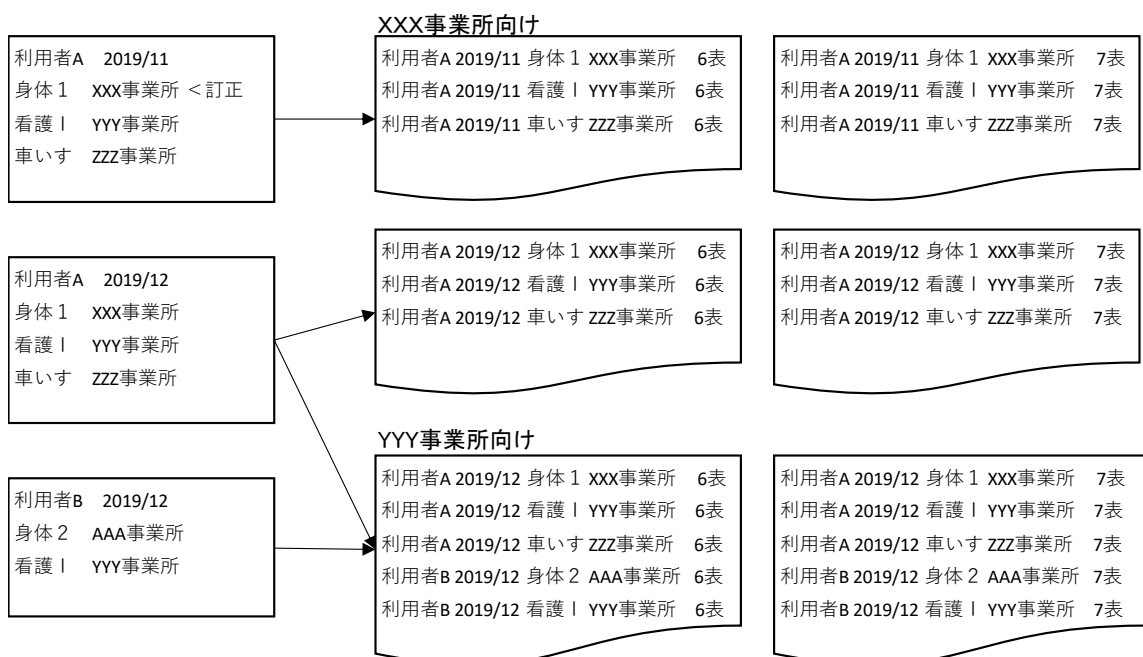 XXX事業所向け
利用者A 2019/11
身体１ XXX事業所 ＜訂正
看護Ⅰ YYY事業所
車いす ZZZ事業所
利用者A 2019/11 身体１ XXX事業所 6表
利用者A 2019/11 看護Ⅰ YYY事業所 6表
利用者A 2019/11 車いす ZZZ事業所 6表
利用者A 2019/11 身体１ XXX事業所 7表
利用者A 2019/11 看護Ⅰ YYY事業所 7表
利用者A 2019/11 車いす ZZZ事業所 7表
利用者A 2019/12
身体１ XXX事業所
看護Ⅰ YYY事業所
車いす ZZZ事業所
利用者A 2019/12 身体１ XXX事業所 6表
利用者A 2019/12 看護Ⅰ YYY事業所 6表
利用者A 2019/12 車いす ZZZ事業所 6表
利用者A 2019/12 身体１ XXX事業所 7表
利用者A 2019/12 看護Ⅰ YYY事業所 7表
利用者A 2019/12 車いす ZZZ事業所 7表
YYY事業所向け
利用者B 2019/12
身体２ AAA事業所
看護Ⅰ YYY事業所
利用者A 2019/12 身体１ XXX事業所 6表
利用者A 2019/12 看護Ⅰ YYY事業所 6表
利用者A 2019/12 車いす ZZZ事業所 6表
利用者B 2019/12 身体２ AAA事業所 6表
利用者B 2019/12 看護Ⅰ YYY事業所 6表
利用者A 2019/12 身体１ XXX事業所 7表
利用者A 2019/12 看護Ⅰ YYY事業所 7表
利用者A 2019/12 車いす ZZZ事業所 7表
利用者B 2019/12 身体２ AAA事業所 7表
利用者B 2019/12 看護Ⅰ YYY事業所 7表